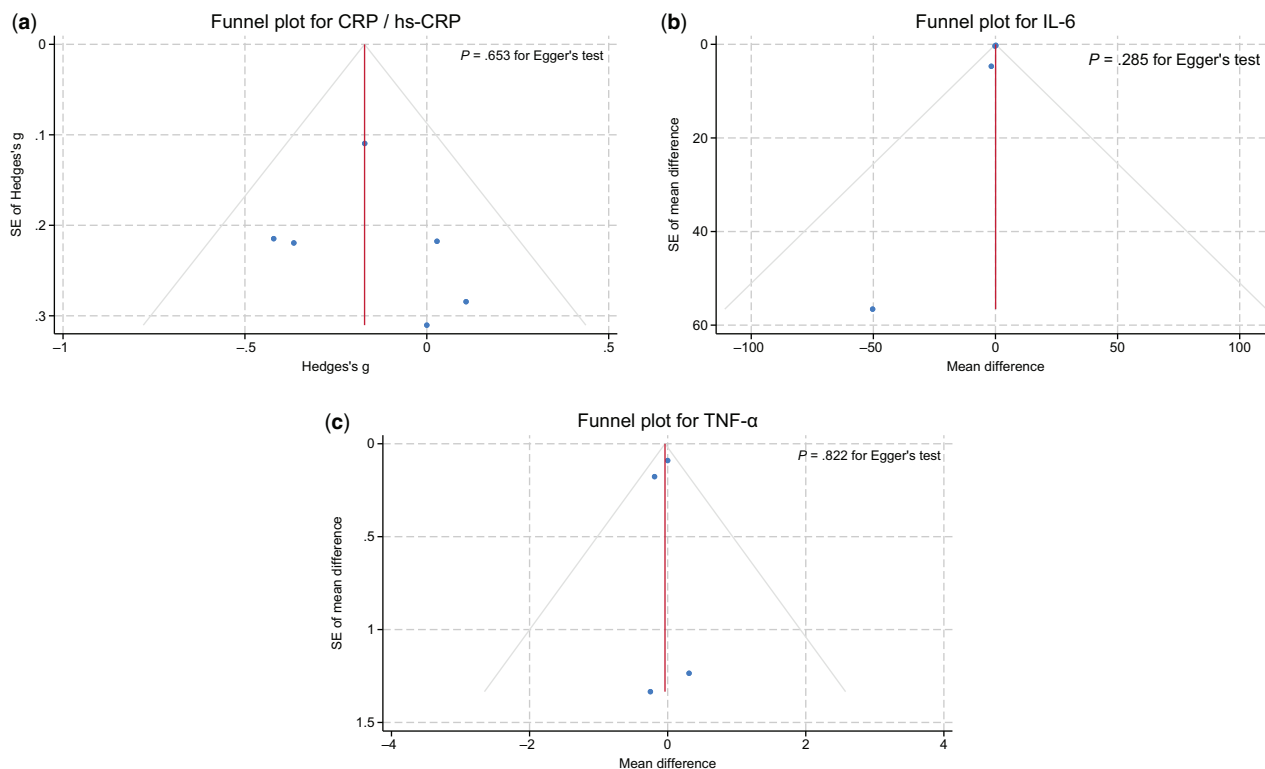 (a)
Funnel plot for CRP / hs-CRP
P = .653 for Egger's test
SE of Hedges's g
0
.1
.2
.3
–1
–.5
0
.5
Hedges's g
(b)
Funnel plot for IL-6
P = .285 for Egger's test
SE of mean difference
0
20
40
60
–100
–50
0
50
100
Mean difference
(c)
Funnel plot for TNF-α
P = .822 for Egger's test
SE of mean difference
0
.5
1
1.5
–4
–2
0
2
4
Mean difference